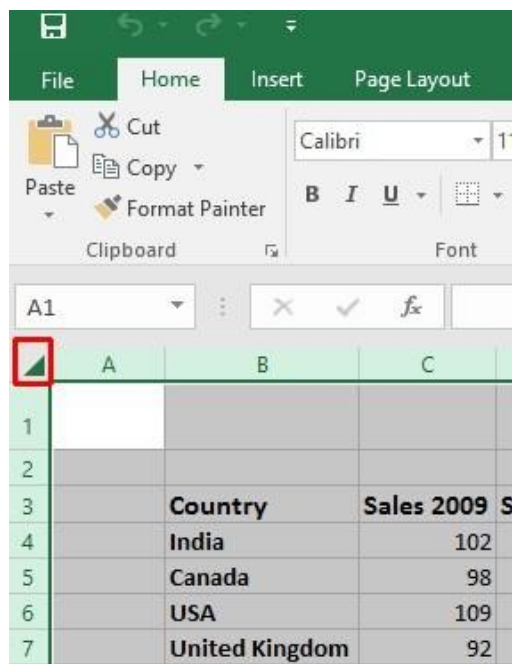 File Home Insert Page Layout
Cut
Copy
Paste
Format Painter
Calibri 11
B I U
Clipboard Font
A1 fx
A B C
1
2
3 Country Sales 2009 S
4 India 102
5 Canada 98
6 USA 109
7 United Kingdom 92